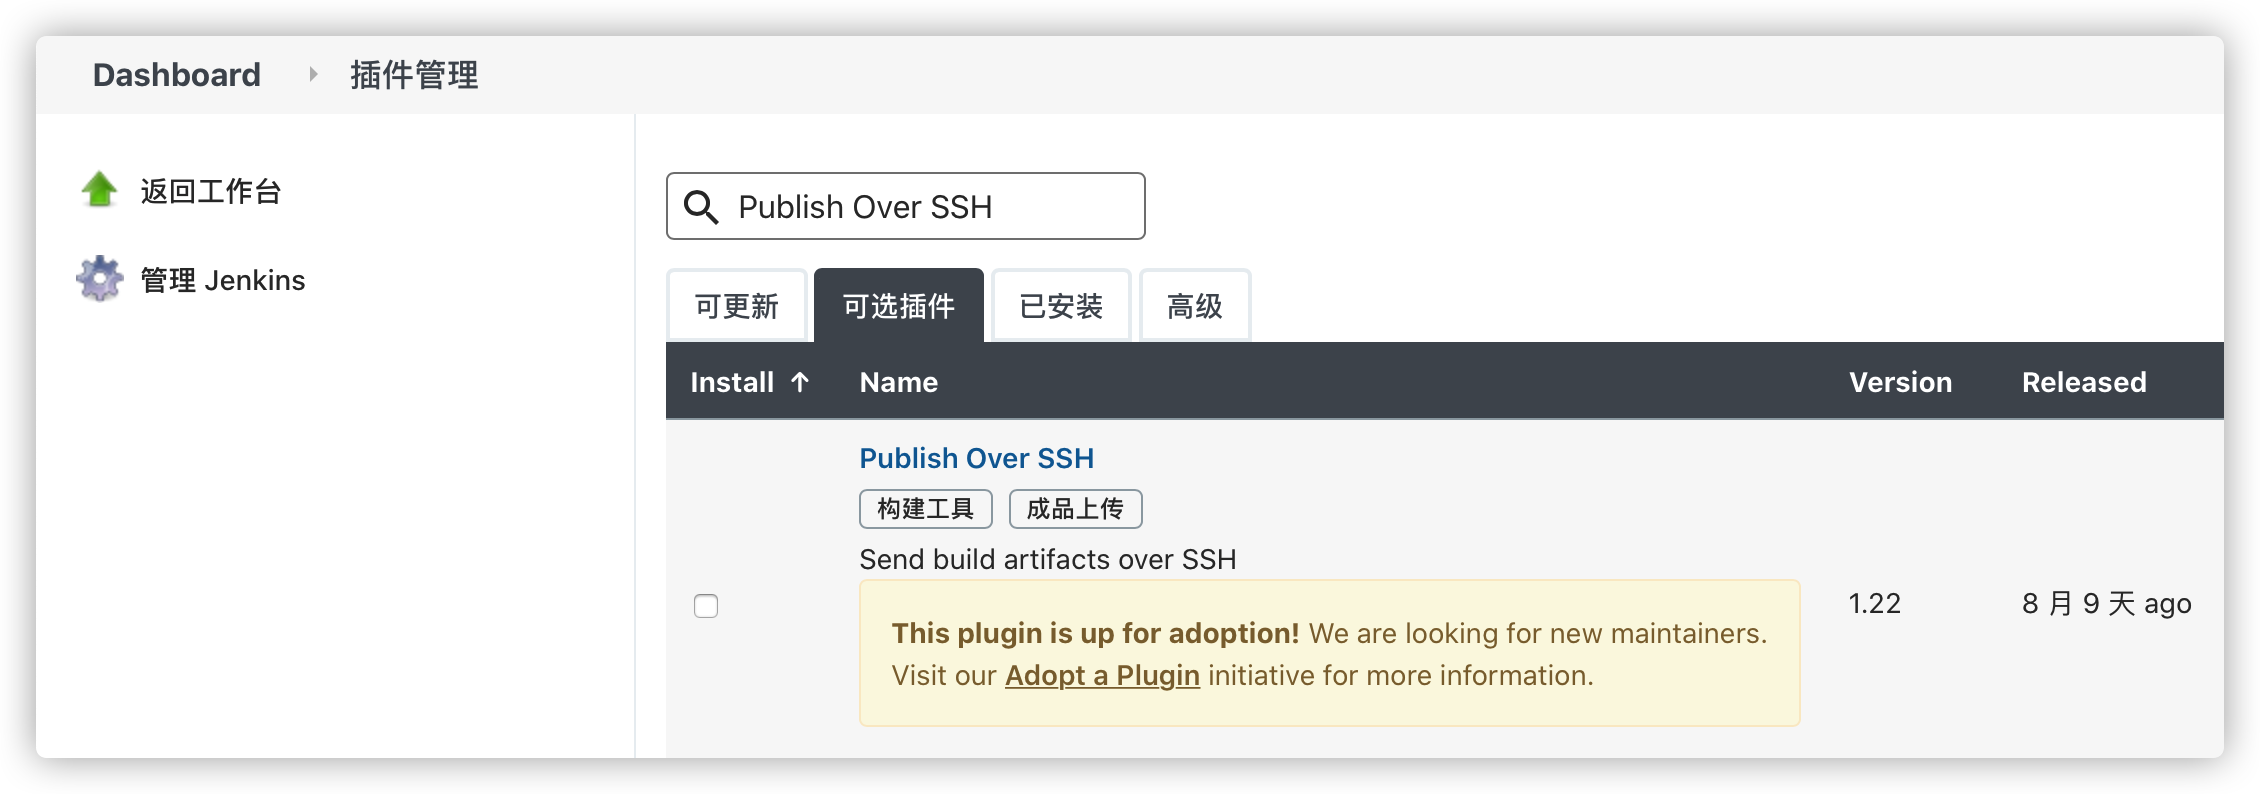 Dashboard 插件管理
返回工作台
管理 Jenkins
Publish Over SSH
可更新 可选插件 已安装 高级
Install ↑ Name Version Released
Publish Over SSH
构建工具 成品上传
Send build artifacts over SSH
This plugin is up for adoption! We are looking for new maintainers.
Visit our Adopt a Plugin initiative for more information.
1.22 8 月 9 天 ago